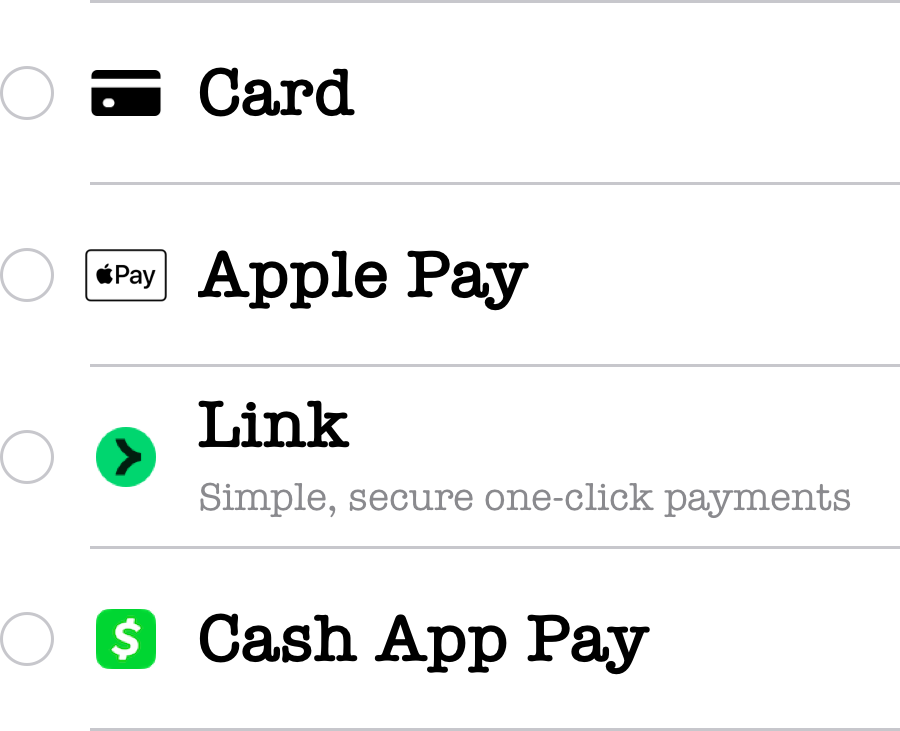 Card
Pay Apple Pay
Link
Simple, secure one-click payments
$ Cash App Pay